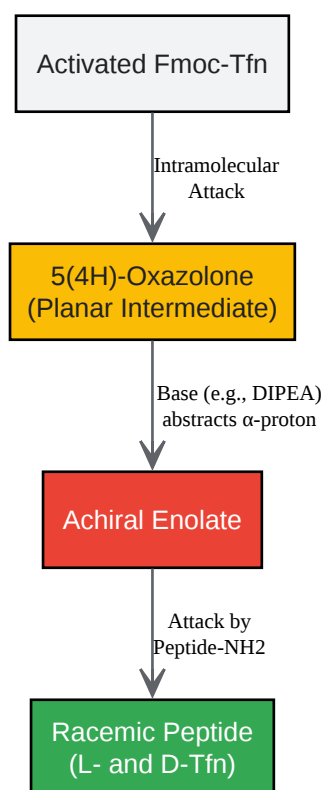 Activated Fmoc-Tfn
Intramolecular
Attack
5(4H)-Oxazolone
(Planar Intermediate)
Base (e.g., DIPEA)
abstracts α-proton
Achiral Enolate
Attack by
Peptide-NH2
Racemic Peptide
(L- and D-Tfn)